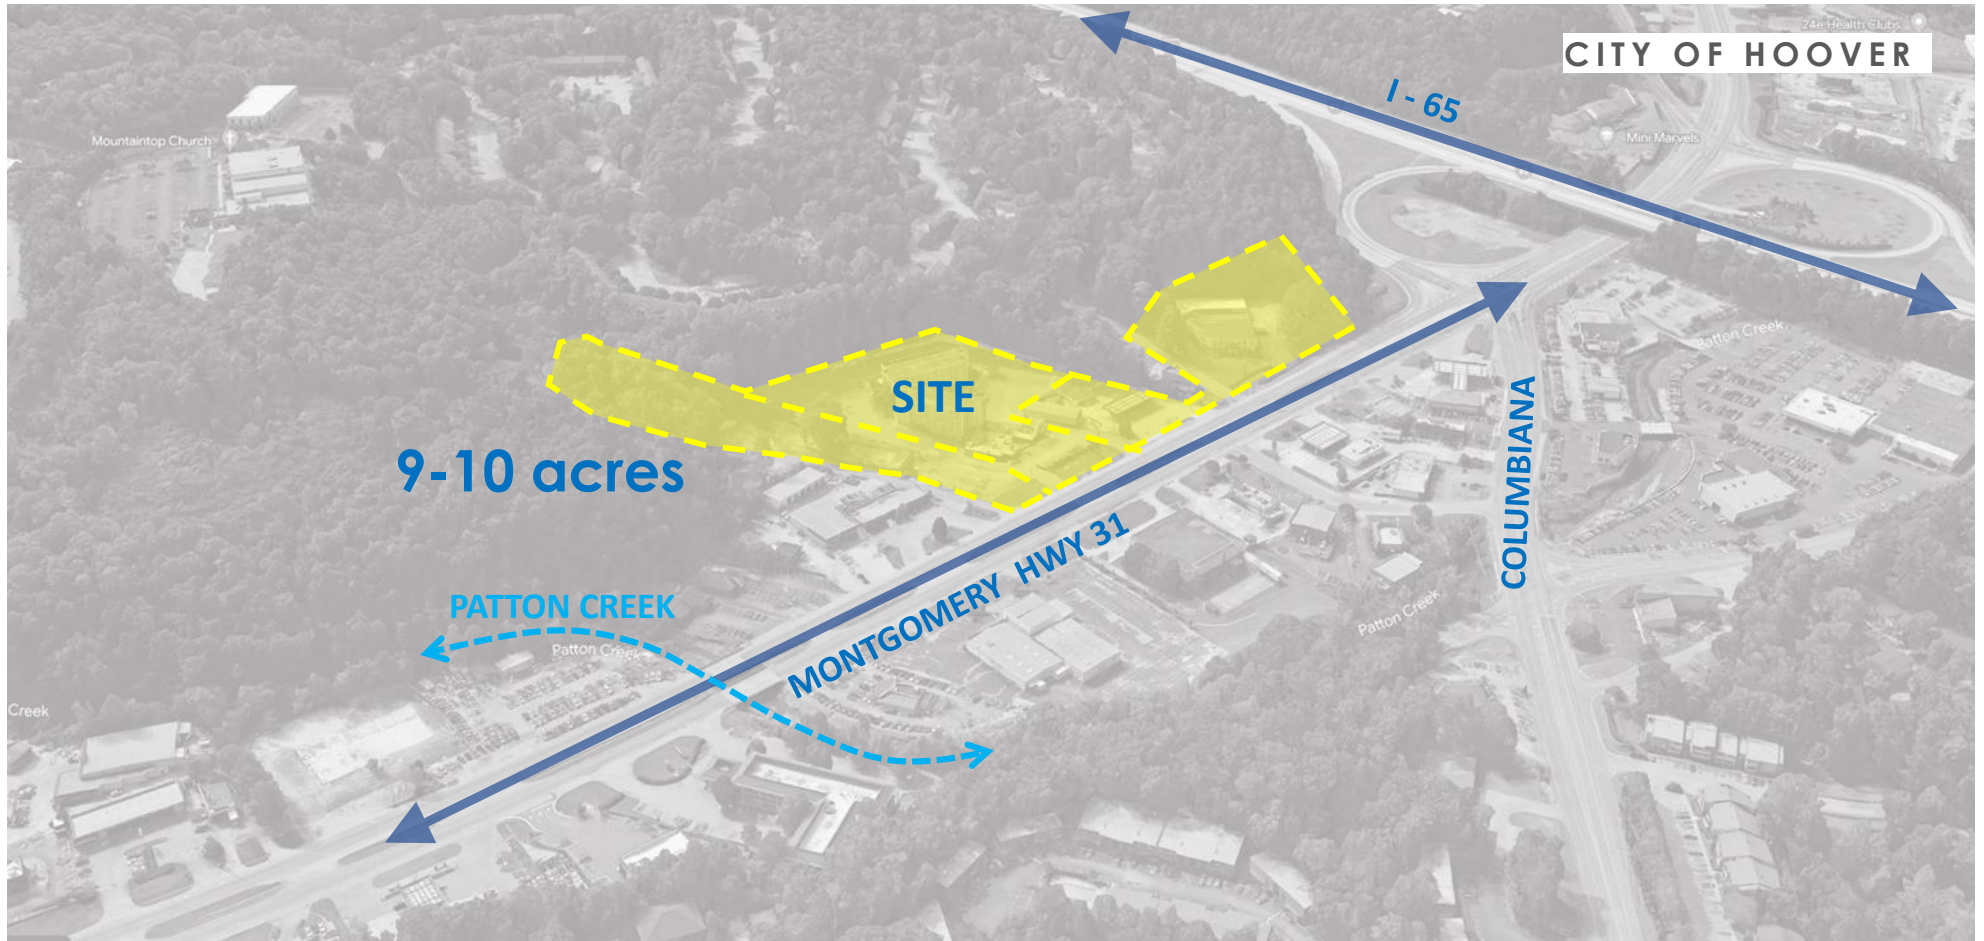 24e Health Clubs
CITY OF HOOVER
I - 65
Mountaintop Church
Mini Marvels
Patton Creek
SITE
COLUMBIANA
9-10 acres
MONTGOMERY HWY 31
PATTON CREEK
Patton Creek
Patton Creek
Creek